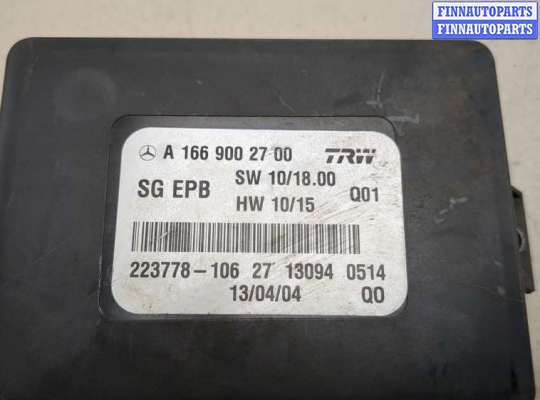 FINNAUTOPARTS
FINNAUTOPARTS
A 166 900 27 00 TRW
SG EPB SW 10/18.00 Q01
HW 10/15
223778-106 27 13094 0514
13/04/04 Q0